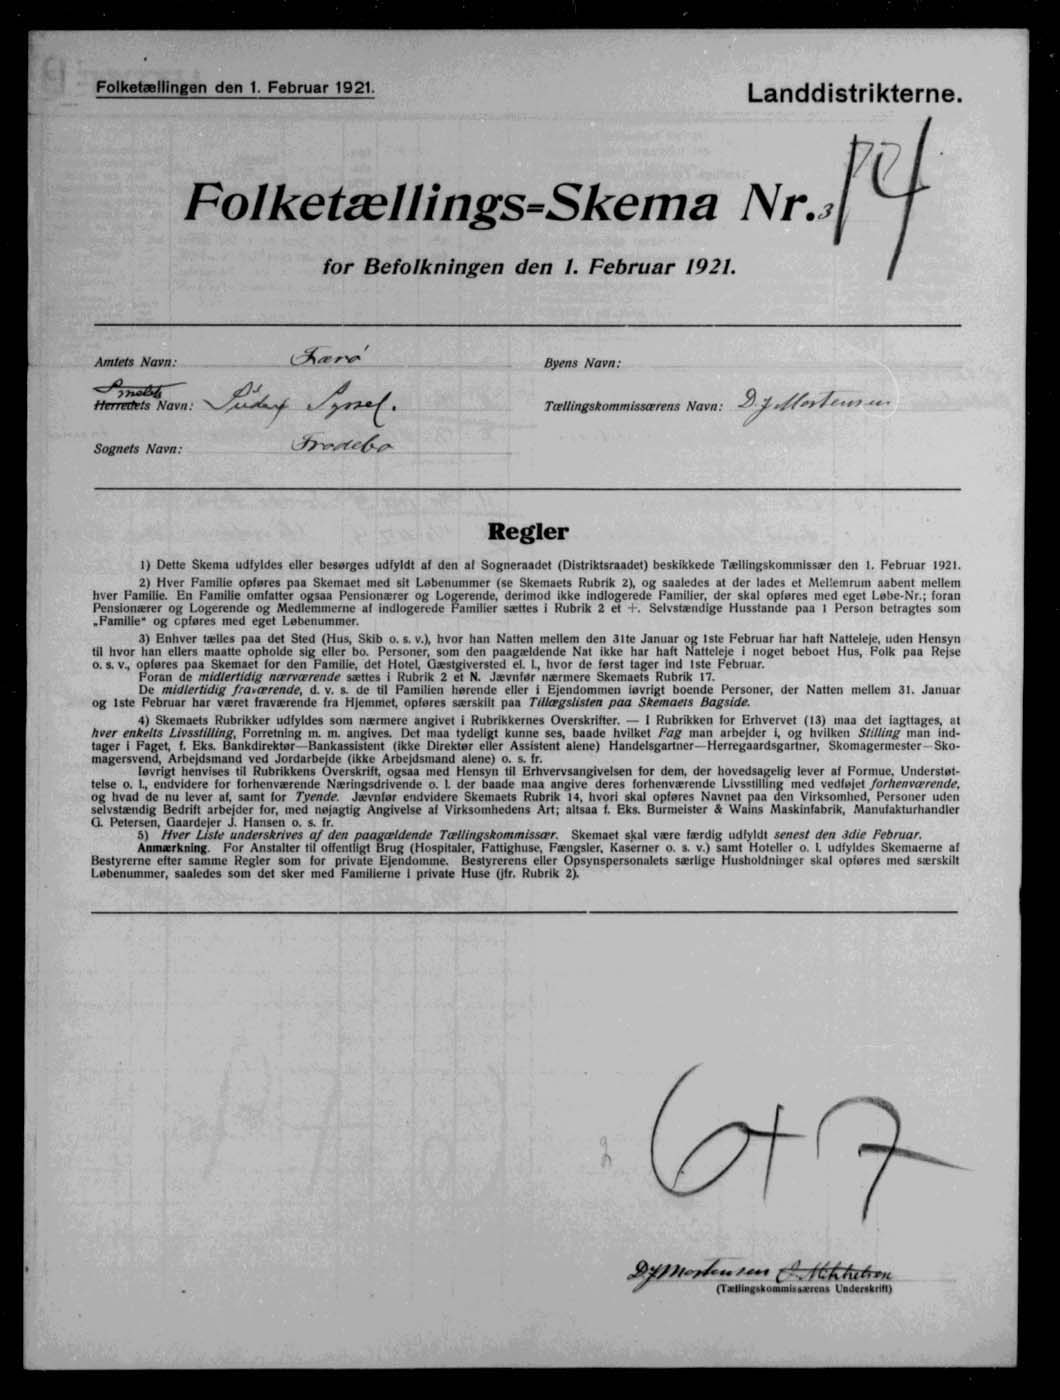 Folketællingen den 1. Februar 1921.
Landdistrikterne.
Folketællings=Skema Nr. 3
for Befolkningen den 1. Februar 1921.
Amtets Navn: Færø
Byens Navn:
Herredets Navn: Syssel.
Tællingskommissærens Navn: D. J. Mortensen
Sognets Navn: Frodebø
Regler
1) Dette Skema udfyldes eller besørges udfyldt af den af Sogneraadet (Distriktsraadet) beskikkede Tællingskommissær den 1. Februar 1921.
2) Hver Familie opføres paa Skemaet med sit Løbenummer (se Skemaets Rubrik 2), og saaledes at der lades et Mellemrum aabent mellem
hver Familie. En Familie omfatter ogsaa Pensionærer og Logerende, derimod ikke indlogerede Familier, der skal opføres med eget Løbe-Nr.; foran
Pensionærer og Logerende og Medlemmerne af indlogerede Familier sættes i Rubrik 2 et +. Selvstændige Husstande paa 1 Person betragtes som
„Familie“ og opføres med eget Løbenummer.
3) Enhver tælles paa det Sted (Hus, Skib o. s. v.), hvor han Natten mellem den 31te Januar og 1ste Februar har haft Natteleje, uden Hensyn
til hvor han ellers maatte opholde sig eller bo. Personer, som den paagældende Nat ikke har haft Natteleje i noget beboet Hus, Folk paa Rejse
o. s. v., opføres paa Skemaet for den Familie, det Hotel, Gæstgiversted el. l., hvor de først tager ind 1ste Februar.
Foran de midlertidig nærværende sættes i Rubrik 2 et N. Jævnfør nærmere Skemaets Rubrik 17.
De midlertidig fraværende, d. v. s. de til Familien hørende eller i Ejendommen iøvrigt boende Personer, der Natten mellem 31. Januar
og 1ste Februar har været fraværende fra Hjemmet, opføres særskilt paa Tillægslisten paa Skemaets Bagside.
4) Skemaets Rubrikker udfyldes som nærmere angivet i Rubrikkernes Overskrifter. — I Rubrikken for Erhvervet (13) maa det iagttages, at
hver enkelts Livsstilling, Forretning m. m. angives. Det maa tydeligt kunne ses, baade hvilket Fag man arbejder i, og hvilken Stilling man ind-
tager i Faget, f. Eks. Bankdirektør—Bankassistent (ikke Direktør eller Assistent alene) Handelsgartner—Herregaardsgartner, Skomagermester—Sko-
magersvend, Arbejdsmand ved Jordarbejde (ikke Arbejdsmand alene) o. s. fr.
Iøvrigt henvises til Rubrikkens Overskrift, ogsaa med Hensyn til Erhvervsangivelsen for dem, der hovedsagelig lever af Formue, Understøt-
telse o. l., endvidere for forhenværende Næringsdrivende o. l. der baade maa angive deres forhenværende Livsstilling med vedføjet forhenværende,
og hvad de nu lever af, samt for Tyende. Jævnfør endvidere Skemaets Rubrik 14, hvori skal opføres Navnet paa den Virksomhed, Personer uden
selvstændig Bedrift arbejder for, med nøjagtig Angivelse af Virksomhedens Art; altsaa f. Eks. Burmeister & Wains Maskinfabrik, Manufakturhandler
G. Petersen, Gaardejer J. Hansen o. s. fr.
5) Hver Liste underskrives af den paagældende Tællingskommissær. Skemaet skal være færdig udfyldt senest den 3die Februar.
Anmærkning. For Anstalter til offentligt Brug (Hospitaler, Fattighuse, Fængsler, Kaserner o. s. v.) samt Hoteller o. l. udfyldes Skemaerne af
Bestyrerne efter samme Regler som for private Ejendomme. Bestyrerens eller Opsynspersonalets særlige Husholdninger skal opføres med særskilt
Løbenummer, saaledes som det sker med Familierne i private Huse (jfr. Rubrik 2).
6+7
D J Mortensen J. Mikkelsen
(Tællingskommissærens Underskrift)